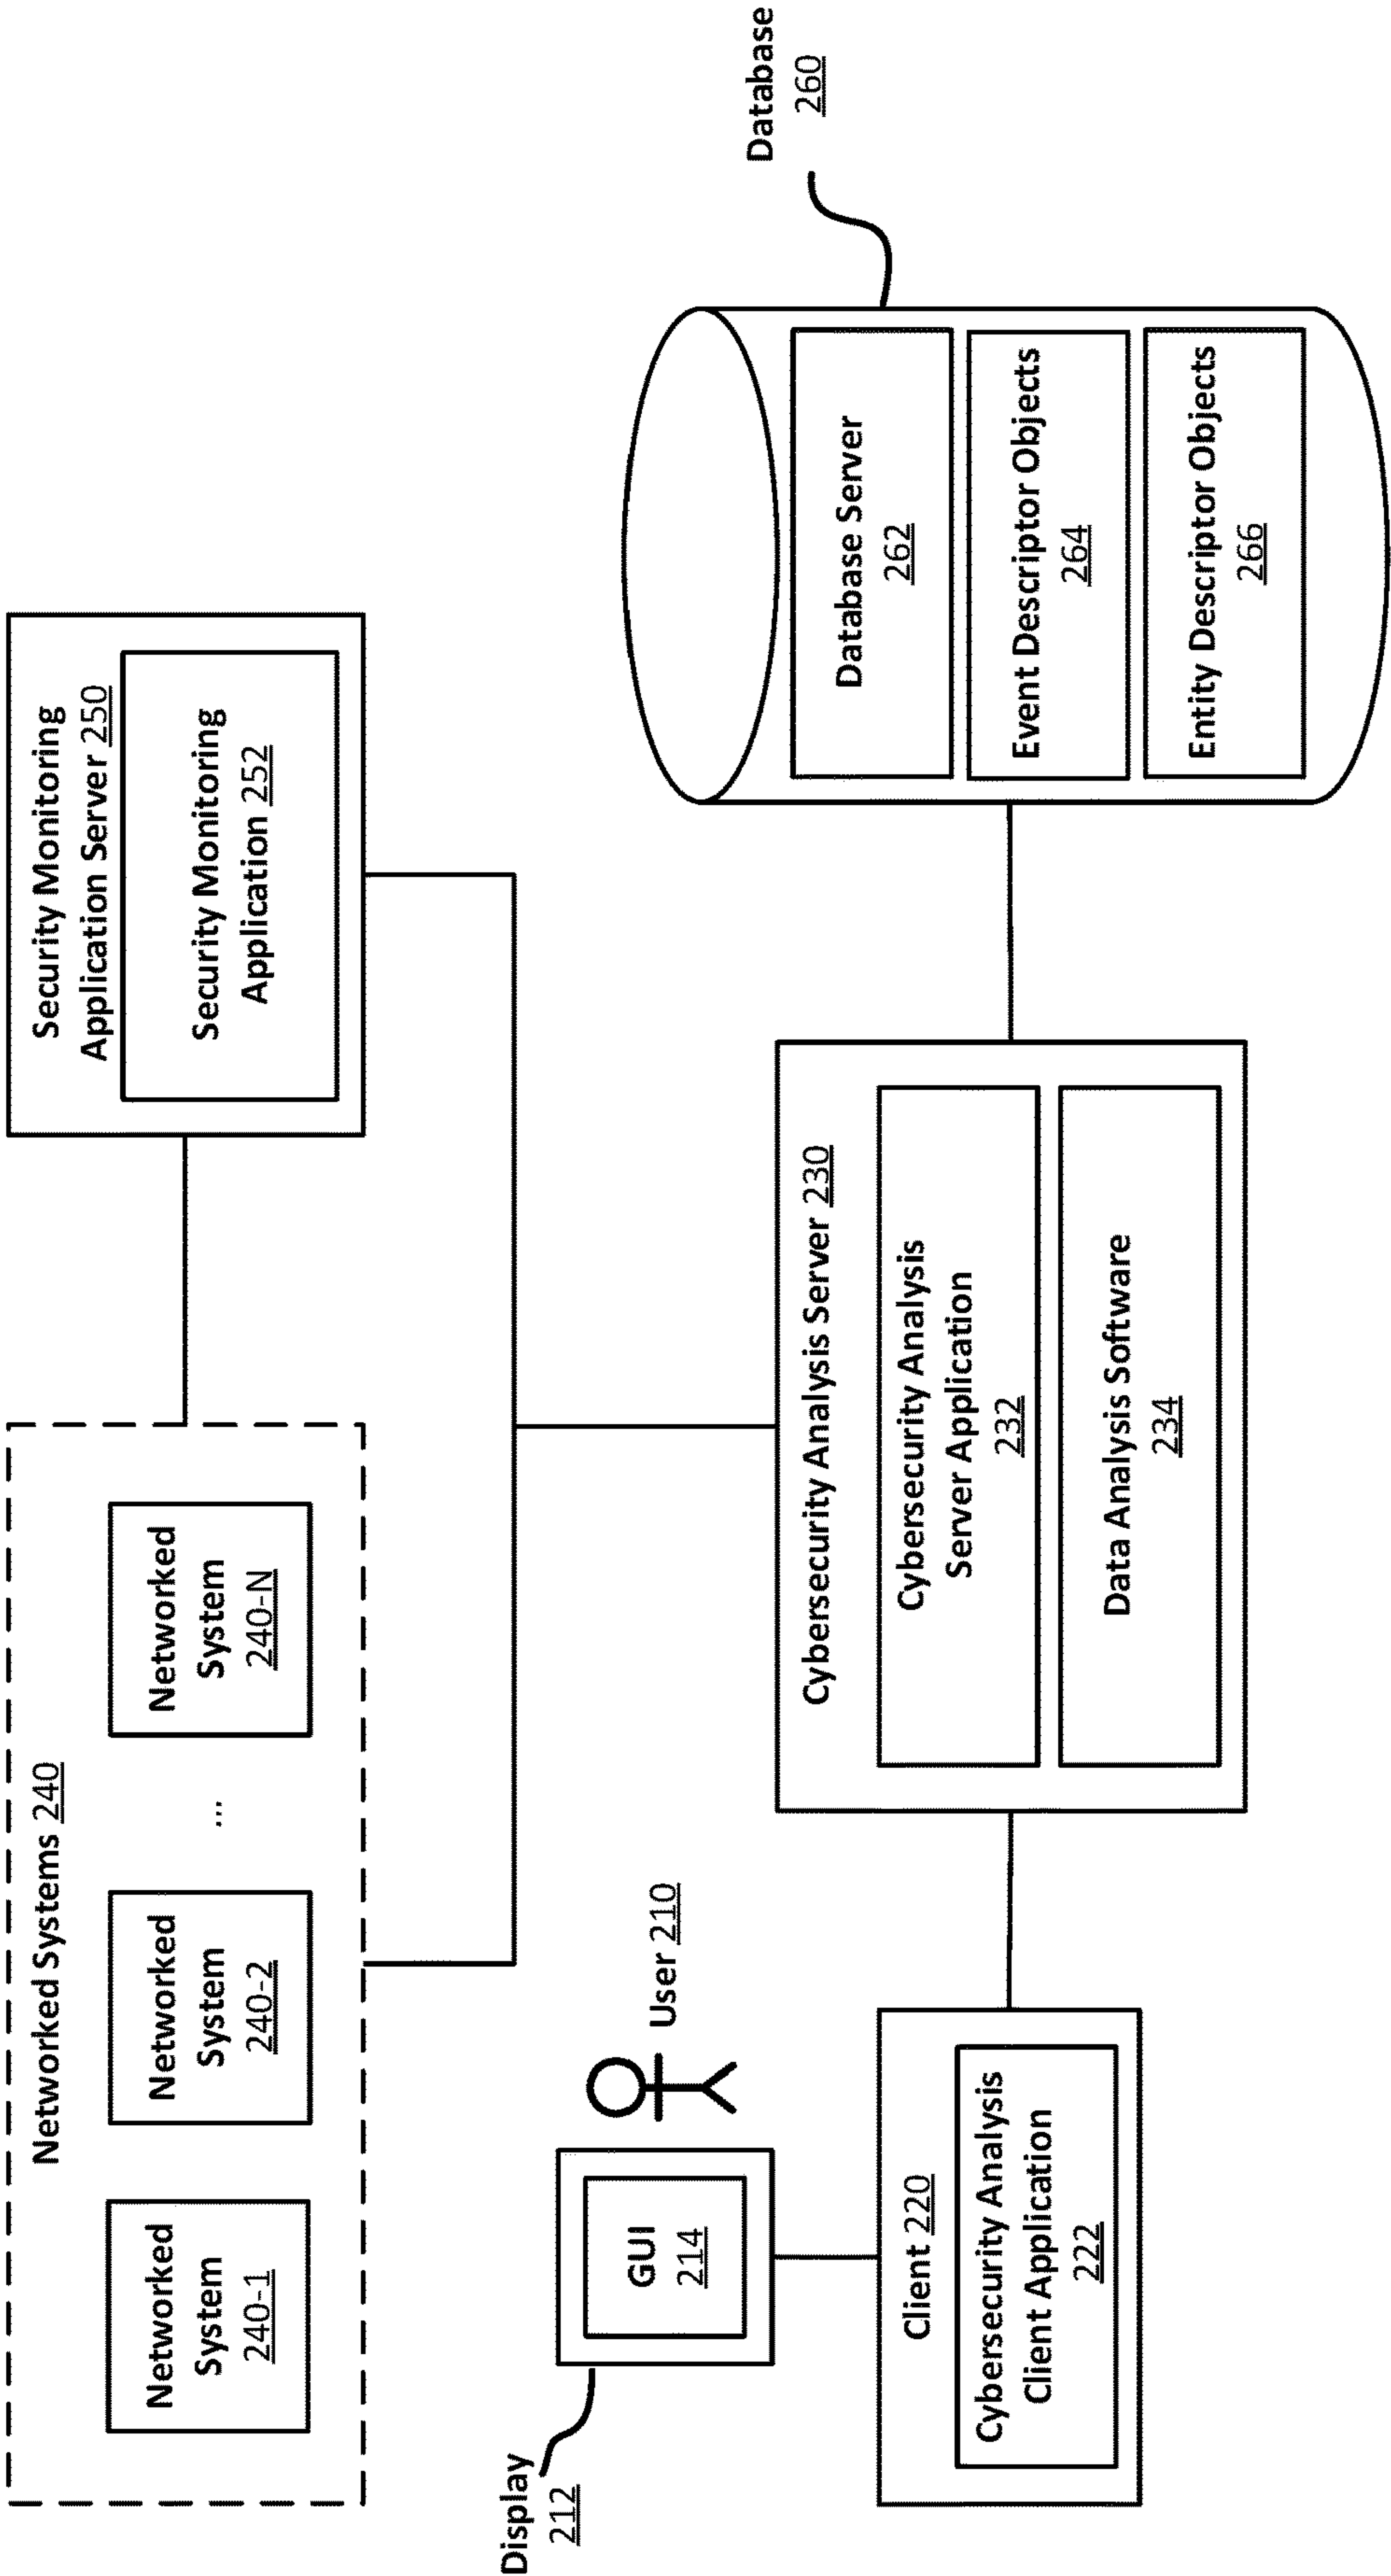 Networked Systems 240
Networked
System
240-1
Networked
System
240-2
...
Networked
System
240-N
Security Monitoring
Application Server 250
Security Monitoring
Application 252
Display
212
GUI
214
User 210
Client 220
Cybersecurity Analysis
Client Application
222
Cybersecurity Analysis Server 230
Cybersecurity Analysis
Server Application
232
Data Analysis Software
234
Database
260
Database Server
262
Event Descriptor Objects
264
Entity Descriptor Objects
266